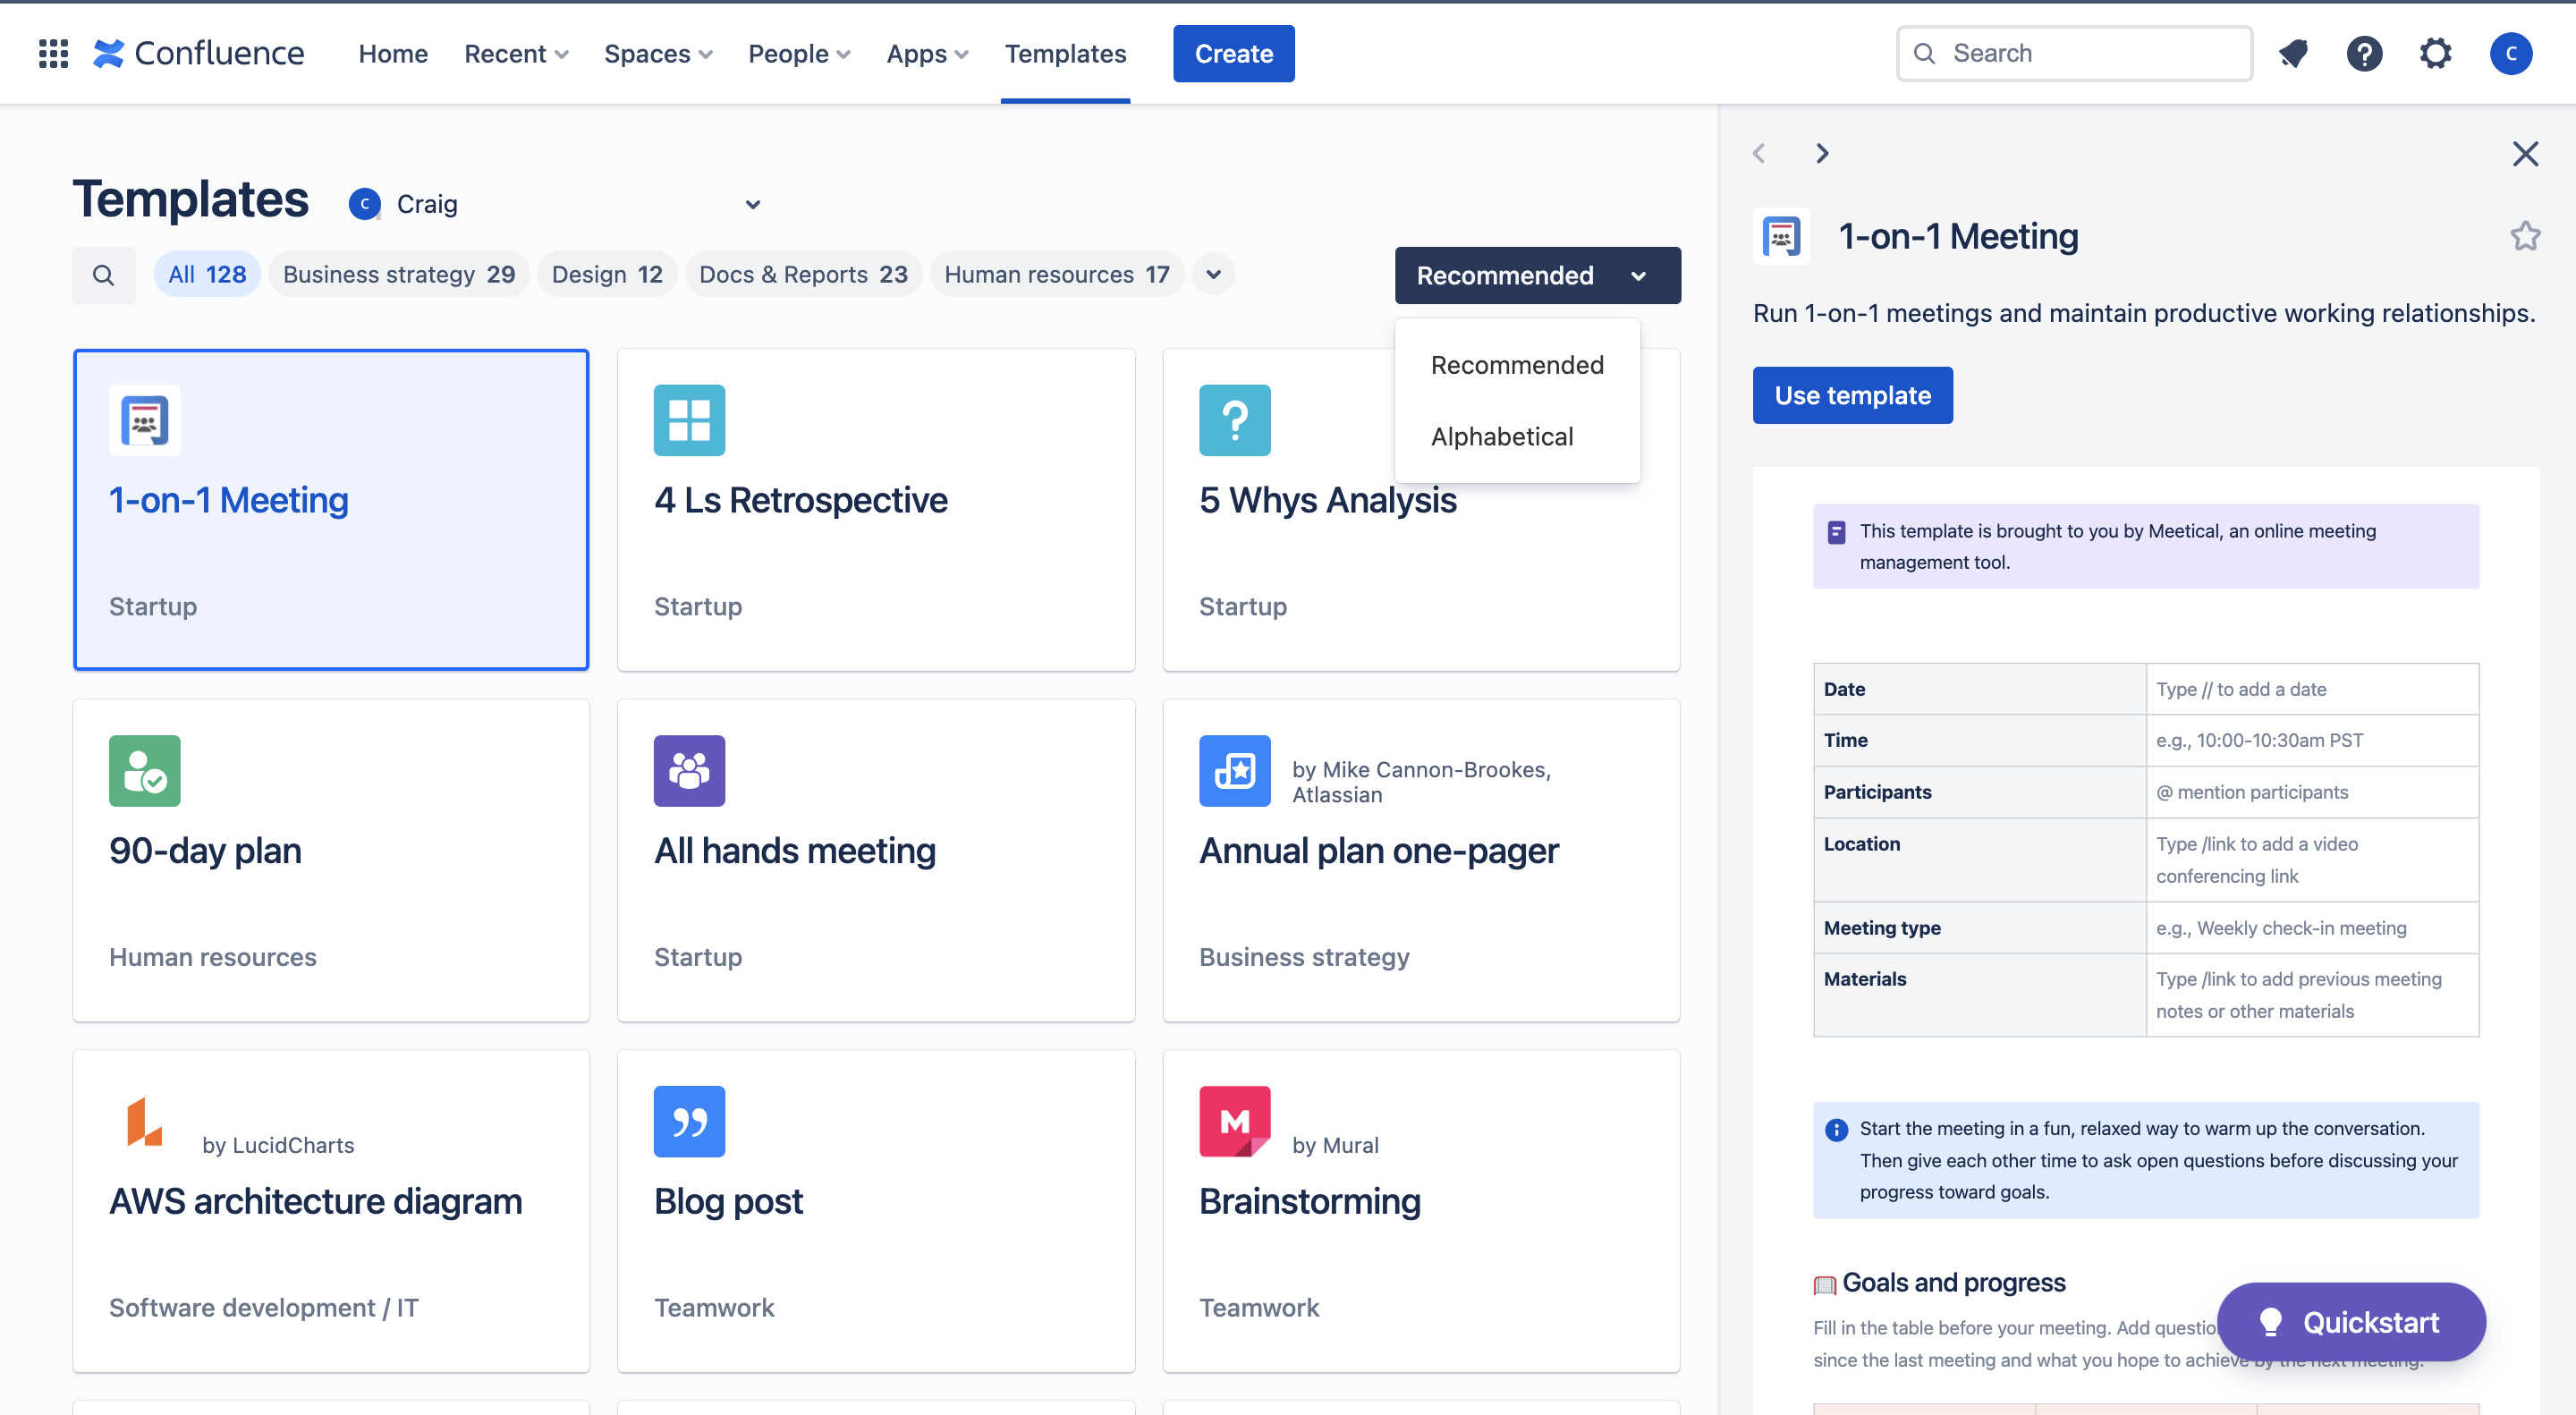 Confluence
Home
Recent
Spaces
People
Apps
Templates
Create
Search
C
Templates
C
Craig
All 128
Business strategy 29
Design 12
Docs & Reports 23
Human resources 17
Recommended
Recommended
Alphabetical
1-on-1 Meeting
Startup
4 Ls Retrospective
Startup
5 Whys Analysis
Startup
90-day plan
Human resources
All hands meeting
Startup
by Mike Cannon-Brookes,
Atlassian
Annual plan one-pager
Business strategy
by LucidCharts
AWS architecture diagram
Software development / IT
Blog post
Teamwork
M
by Mural
Brainstorming
Teamwork
1-on-1 Meeting
Run 1-on-1 meetings and maintain productive working relationships.
Use template
This template is brought to you by Meetical, an online meeting
management tool.
Date
Type // to add a date
Time
e.g., 10:00-10:30am PST
Participants
@ mention participants
Location
Type /link to add a video
conferencing link
Meeting type
e.g., Weekly check-in meeting
Materials
Type /link to add previous meeting
notes or other materials
Start the meeting in a fun, relaxed way to warm up the conversation.
Then give each other time to ask open questions before discussing your
progress toward goals.
Goals and progress
Fill in the table before your meeting. Add
since the last meeting and what you hope to achieve by the next meeting.
Quickstart